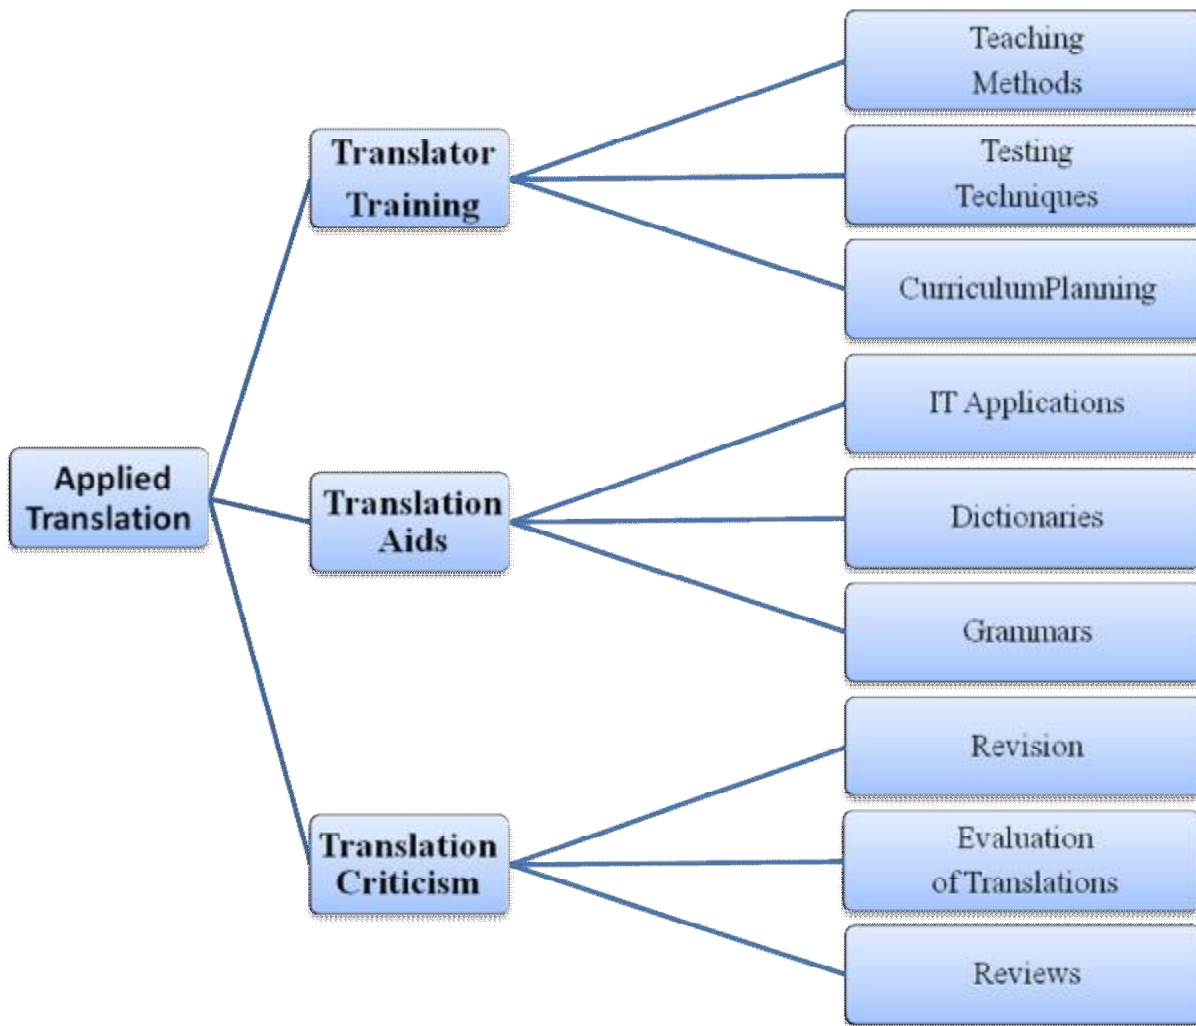 Applied
Translation
Translator
Training
Teaching
Methods
Testing
Techniques
CurriculumPlanning
Translation
Aids
IT Applications
Dictionaries
Grammars
Translation
Criticism
Revision
Evaluation
of Translations
Reviews